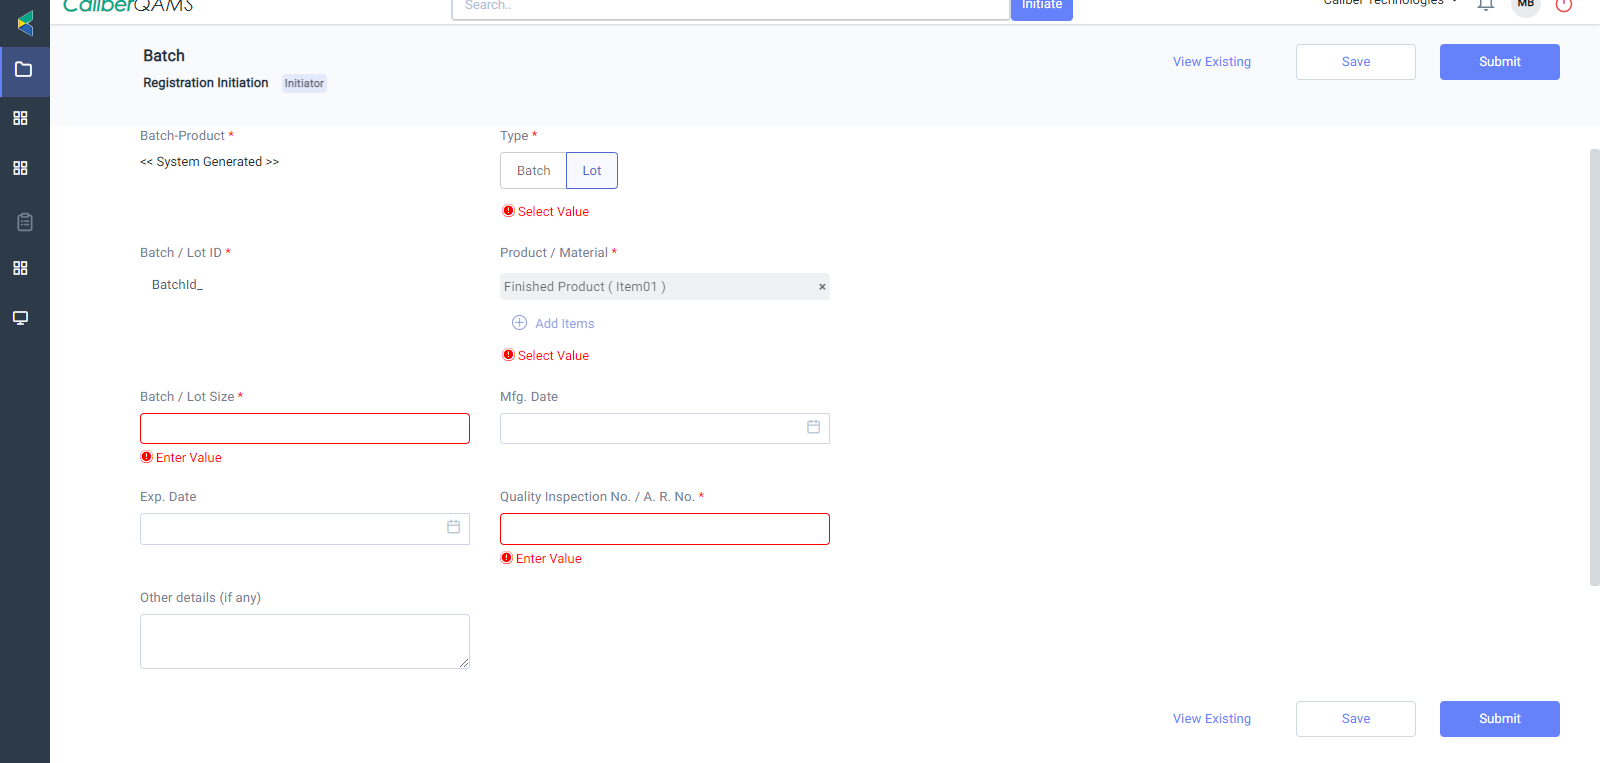 CaliberQAMS
Search..
Initiate
Caliber Technologies
MB
Batch
Registration Initiation
Initiator
View Existing
Save
Submit
Batch-Product *
<< System Generated >>
Type *
Batch
Lot
Select Value
Batch / Lot ID *
BatchId_
Product / Material *
Finished Product ( Item01 ) ×
Add Items
Select Value
Batch / Lot Size *
Enter Value
Mfg. Date
Exp. Date
Quality Inspection No. / A. R. No. *
Enter Value
Other details (if any)
View Existing
Save
Submit